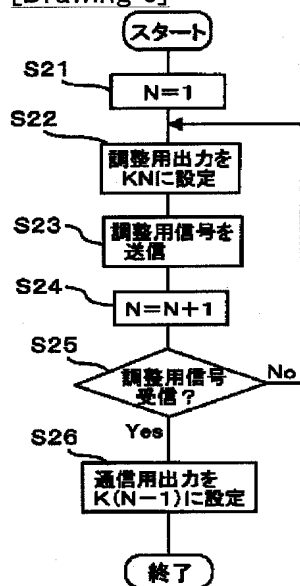 スタート
S21
N=1
S22
調整用出力を
KNに設定
S23
調整用信号を
送信
S24
N=N+1
S25
調整用信号
受信?
No
Yes
S26
通信用出力を
K(N-1)に設定
終了